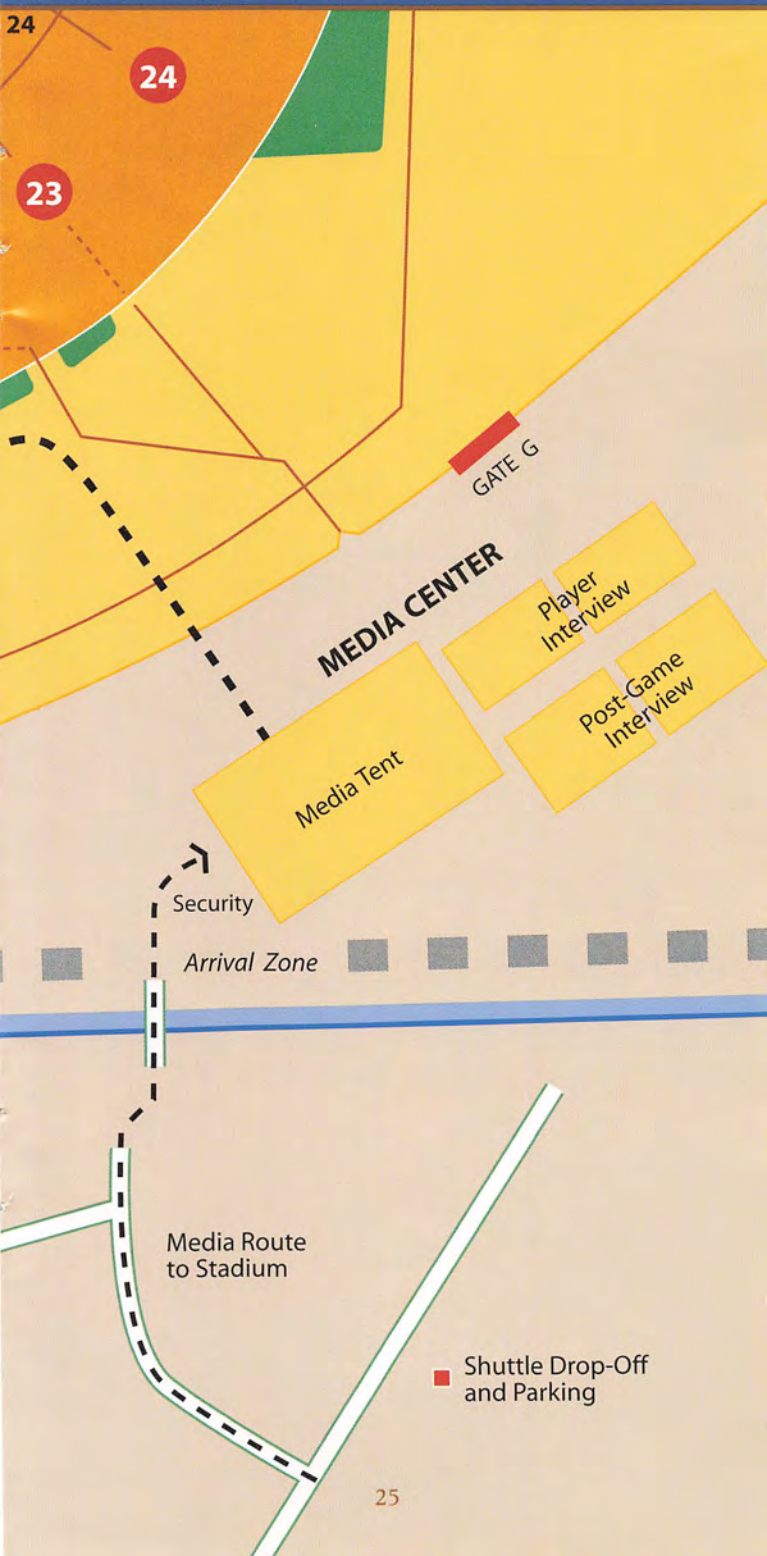 24
24
23
GATE G
MEDIA CENTER
Player
Interview
Post-Game
Interview
Media Tent
Security
Arrival Zone
Media Route
to Stadium
Shuttle Drop-Off
and Parking
25